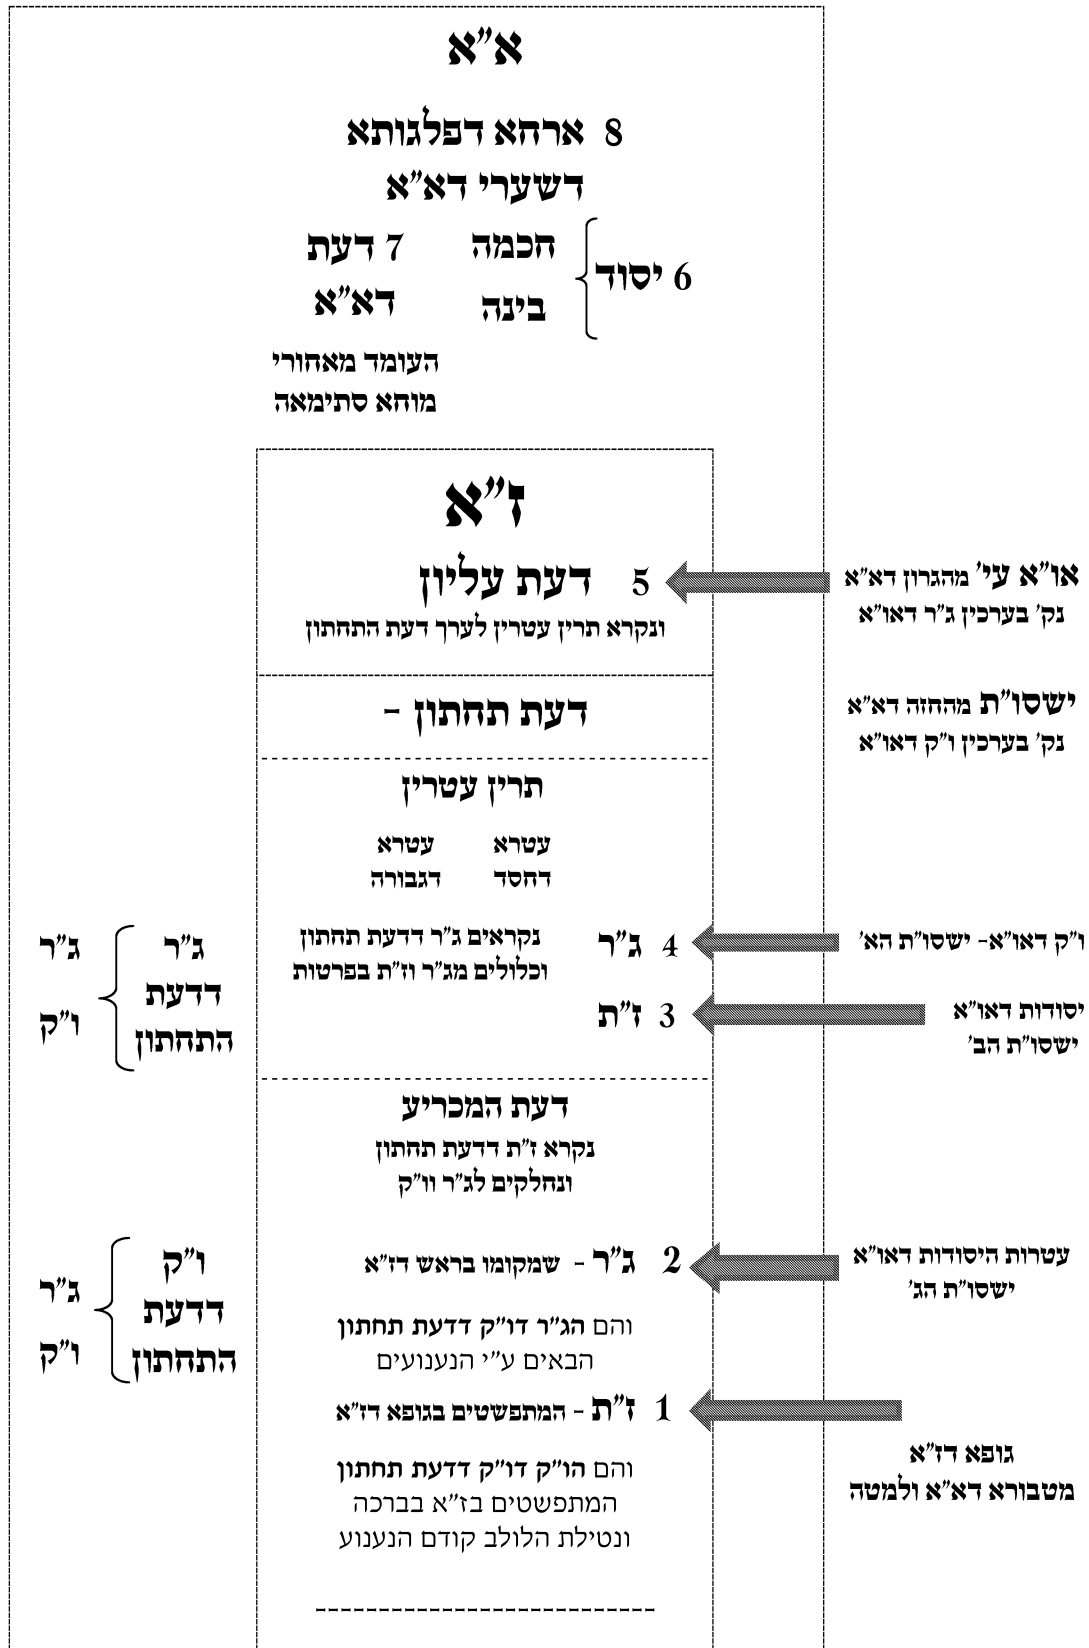 א"א
8 ארחא דפלגותא
דשערי דא"א
6 יסוד
חכמה
בינה
7 דעת
דא"א
העומד מאחורי
מוחא סתימאה
ז"א
5 דעת עליון
ונקרא תרין עטרין לערך דעת התחתון
או"א עי' מהגרון דא"א
נק' בערכין ג"ר דאו"א
דעת תחתון -
ישסו"ת מהחזה דא"א
נק' בערכין ו"ק דאו"א
תרין עטרין
עטרא
דחסד
עטרא
דגבורה
ו"ק דאו"א- ישסו"ת הא'
4 ג"ר
נקראים ג"ר דדעת תחתון
וכלולים מג"ר וז"ת בפרטות
יסודות דאו"א
ישסו"ת הב'
3 ז"ת
ג"ר
דדעת
התחתון
ג"ר
ו"ק
דעת המכריע
נקרא ז"ת דדעת תחתון
ונחלקים לג"ר וו"ק
עטרות היסודות דאו"א
ישסו"ת הג'
2 ג"ר - שמקומו בראש דז"א
והם הג"ר דו"ק דדעת תחתון
הבאים ע"י הנענועים
ו"ק
דדעת
התחתון
ג"ר
ו"ק
1 ז"ת - המתפשטים בגופא דז"א
גופא דז"א
מטבורא דא"א ולמטה
והם הו"ק דו"ק דדעת תחתון
המתפשטים בז"א בברכה
ונטילת הלולב קודם הנענוע